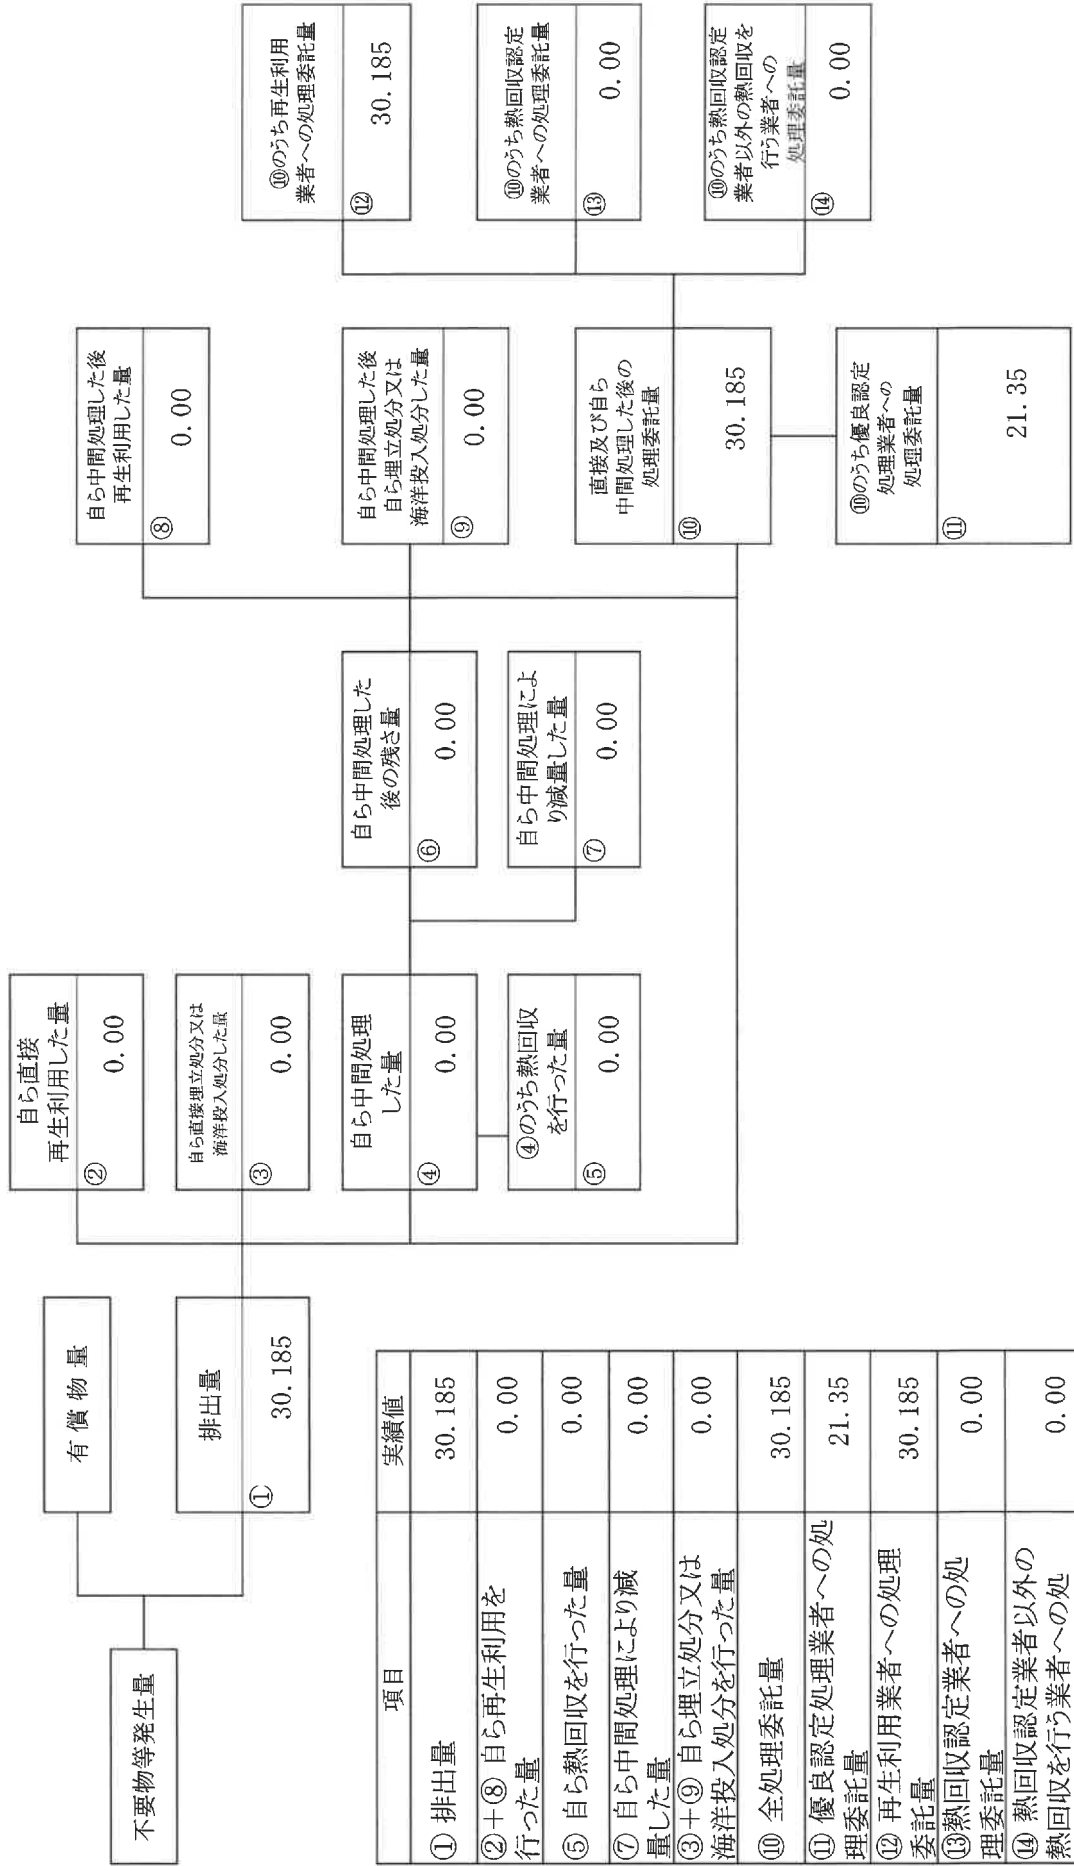 不要物等発生量
有償物量
排出量
① 30.185
自ら直接
再生利用した量
② 0.00
自ら直接埋立処分又は
海洋投入処分した量
③ 0.00
自ら中間処理
した量
④ 0.00
④のうち熱回収
を行った量
⑤ 0.00
自ら中間処理した
後の残さ量
⑥ 0.00
自ら中間処理によ
り減量した量
⑦ 0.00
自ら中間処理した後
再生利用した量
⑧ 0.00
自ら中間処理した後
自ら埋立処分又は
海洋投入処分した量
⑨ 0.00
直接及び自ら
中間処理した後の
処理委託量
⑩ 30.185
⑩のうち優良認定
処理業者への
処理委託量
⑪ 21.35
⑩のうち再生利用
業者への処理委託量
⑫ 30.185
⑩のうち熱回収認定
業者への処理委託量
⑬ 0.00
⑩のうち熱回収認定
業者以外の熱回収を
行う業者への
処理委託量
⑭ 0.00
項目 実績値
①排出量 30.185
②+⑧ 自ら再生利用を
行った量 0.00
⑤ 自ら熱回収を行った量 0.00
⑦ 自ら中間処理により減
量した量 0.00
③+⑨ 自ら埋立処分又は
海洋投入処分を行った量 0.00
⑩ 全処理委託量 30.185
⑪ 優良認定処理業者への処
理委託量 21.35
⑫ 再生利用業者への処理
委託量 30.185
⑬熱回収認定業者への処
理委託量 0.00
⑭ 熱回収認定業者以外の
熱回収を行う業者への処 0.00